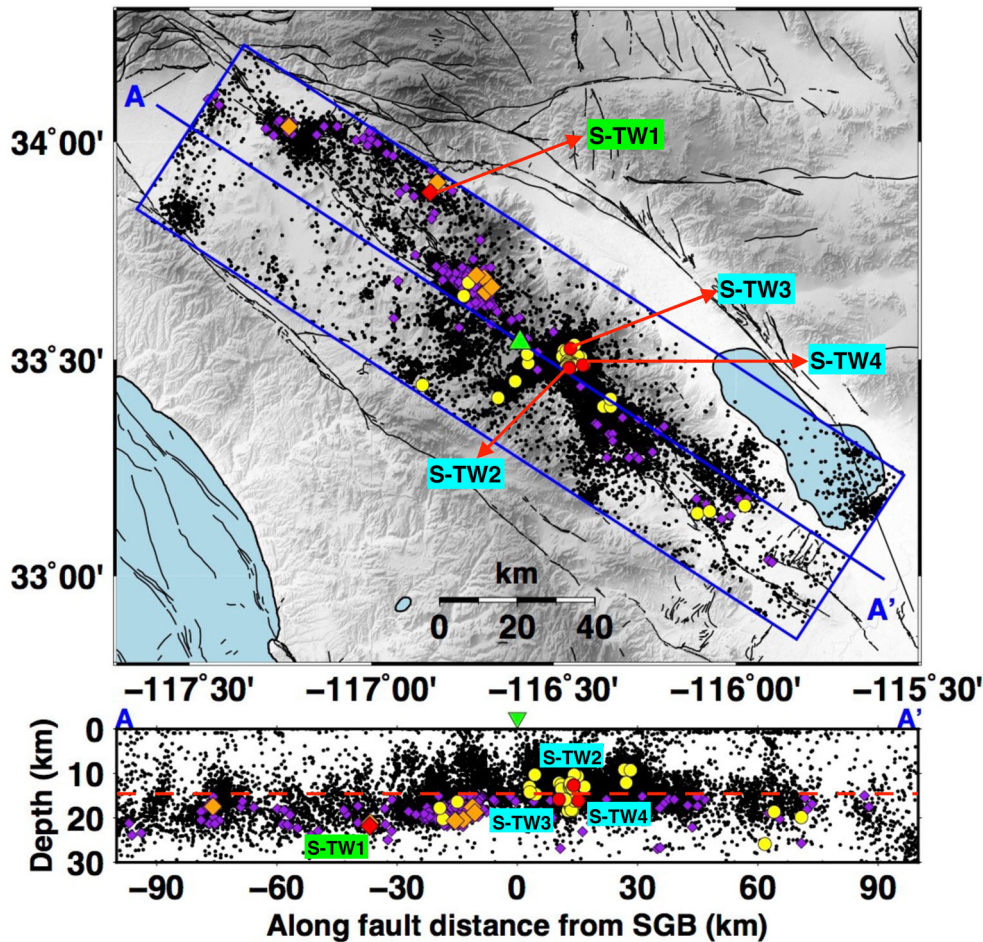 A
S-TW1
34°00'
S-TW3
33°30'
S-TW4
S-TW2
33°00'
km
0 20 40
A’
−117°30' −117°00' −116°30' −116°00' −115°30'
A
A’
0
10
20
30
Depth (km)
S-TW2
S-TW3
S-TW4
S-TW1
−90 −60 −30 0 30 60 90
Along fault distance from SGB (km)